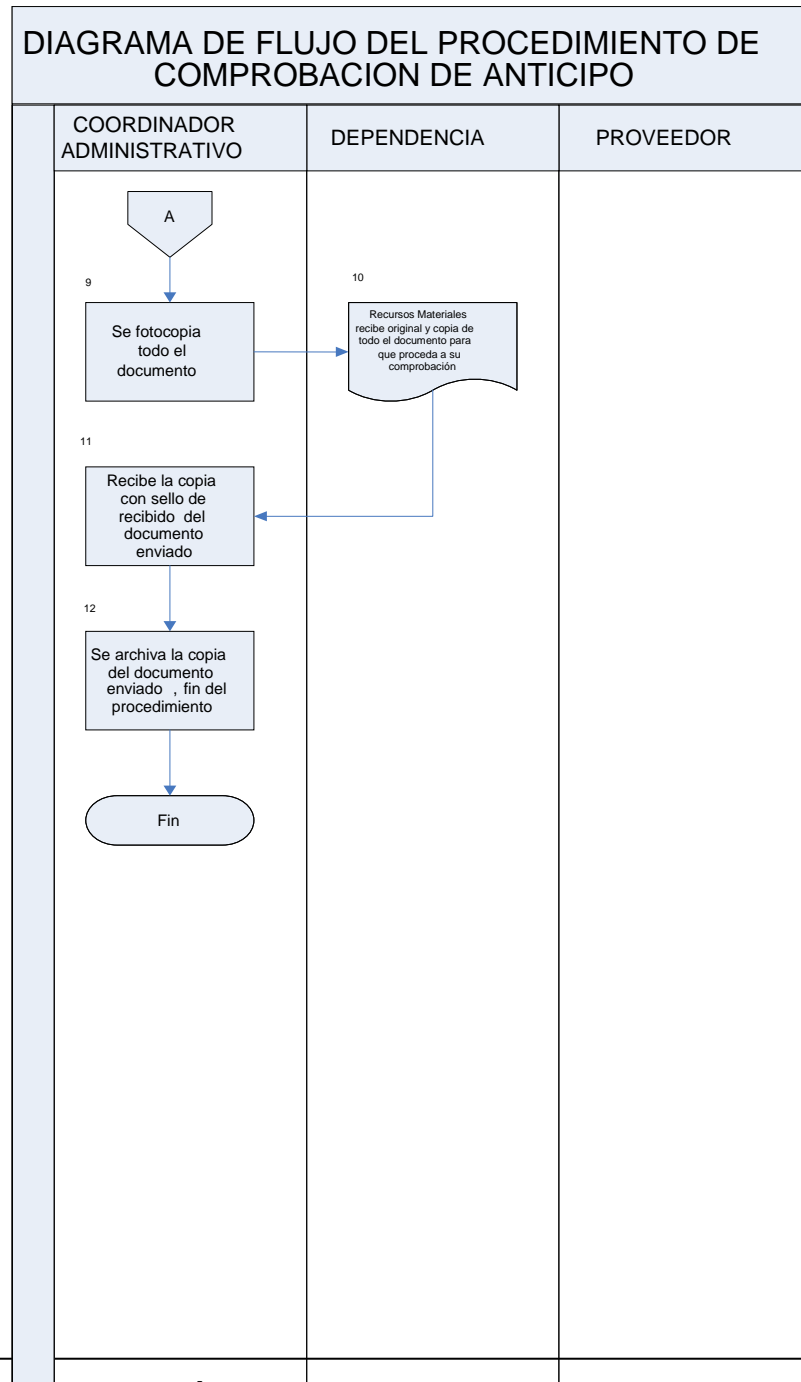 DIAGRAMA DE FLUJO DEL PROCEDIMIENTO DE
COMPROBACION DE ANTICIPO
COORDINADOR
ADMINISTRATIVO
DEPENDENCIA
PROVEEDOR
A
9
Se fotocopia
todo el
documento
10
Recursos Materiales
recibe original y copia de
todo el documento para
que proceda a su
comprobación
11
Recibe la copia
con sello de
recibido del
documento
enviado
12
Se archiva la copia
del documento
enviado , fin del
procedimiento
Fin